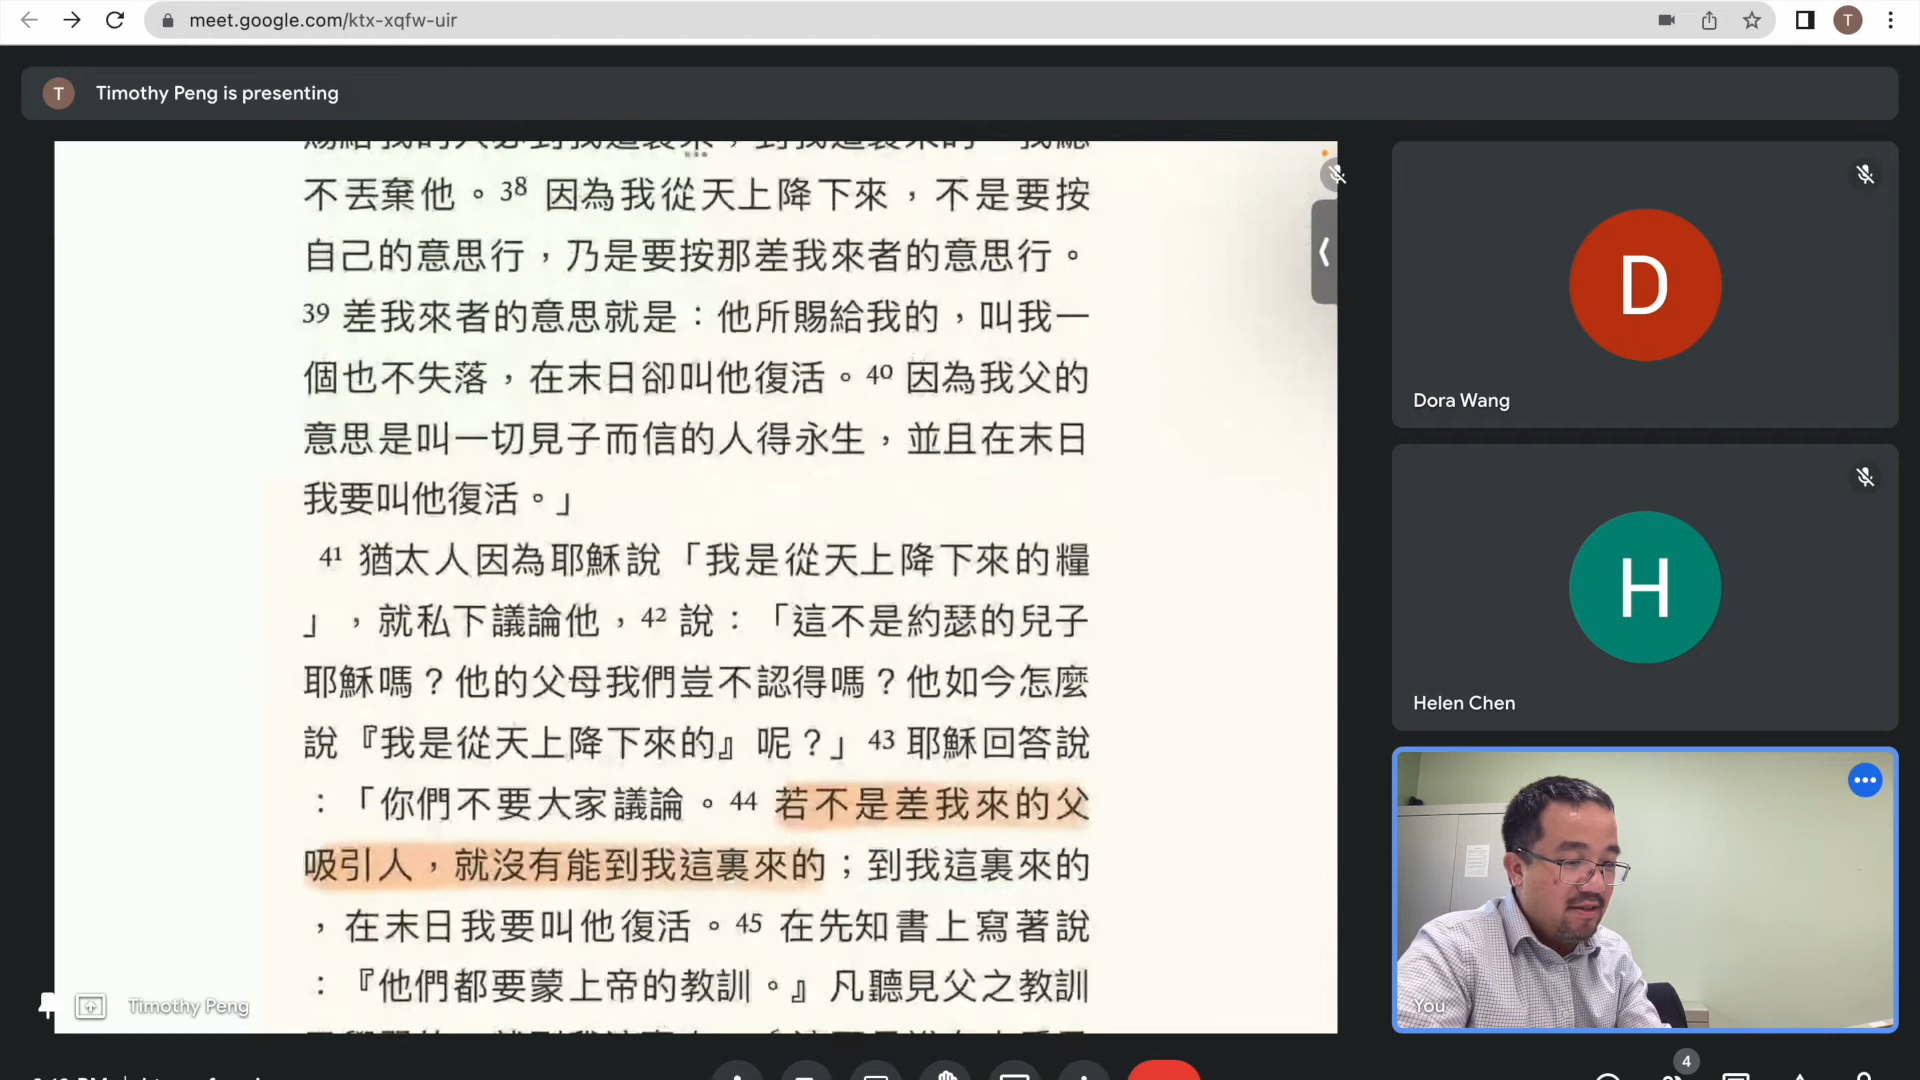 meet.google.com/ktx-xqfw-uir
T
T
Timothy Peng is presenting
不丟棄他。38 因為我從天上降下來，不是要按
自己的意思行，乃是要按那差我來者的意思行。
39 差我來者的意思就是：他所賜給我的，叫我一
個也不失落，在末日卻叫他復活。40 因為我父的
意思是叫一切見子而信的人得永生，並且在末日
我要叫他復活。」
41 猶太人因為耶穌說「我是從天上降下來的糧
」，就私下議論他，42 說：「這不是約瑟的兒子
耶穌嗎？他的父母我們豈不認得嗎？他如今怎麼
說『我是從天上降下來的』呢？」43 耶穌回答說
：「你們不要大家議論。44 若不是差我來的父
吸引人，就沒有能到我這裏來的；到我這裏來的
，在末日我要叫他復活。45 在先知書上寫著說
：『他們都要蒙上帝的教訓。』凡聽見父之教訓
Timothy Peng
D
Dora Wang
H
Helen Chen
You
4